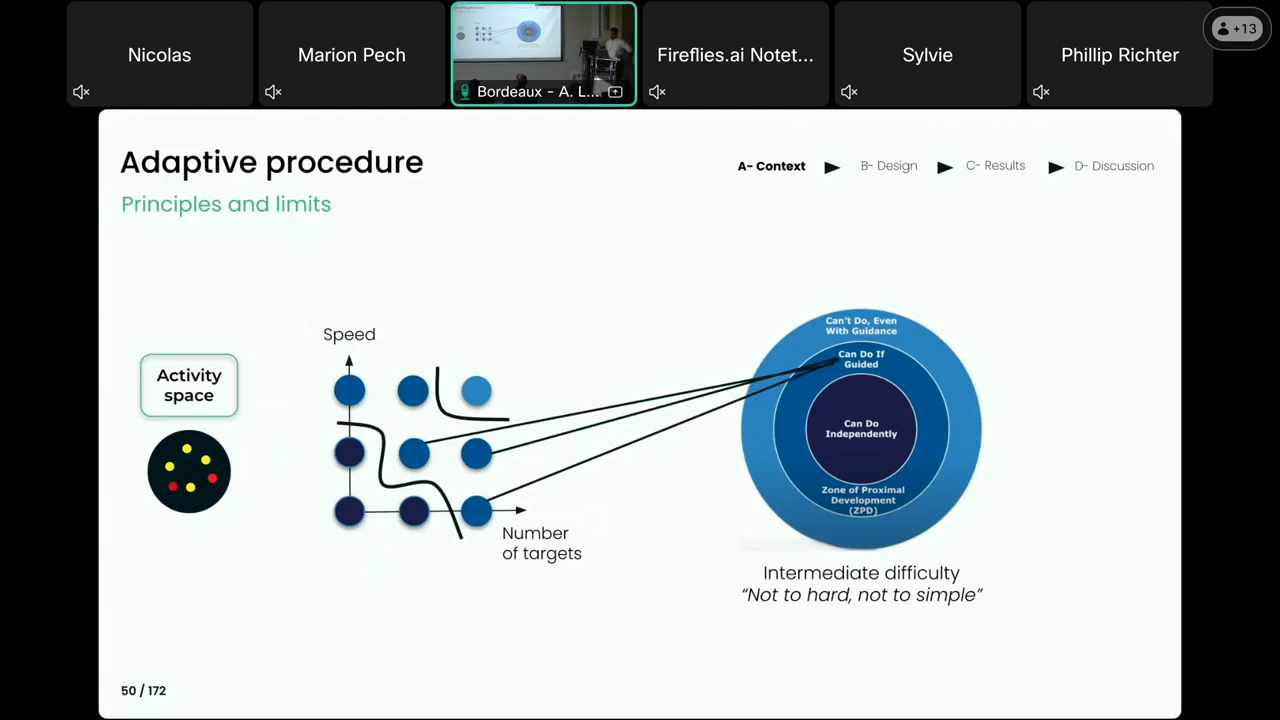 Nicolas
Marion Pech
Bordeaux - A. L...
Fireflies.ai Notet...
Sylvie
Phillip Richter
+13
Adaptive procedure
Principles and limits
A- Context
B- Design
C- Results
D- Discussion
Activity
space
Speed
Number
of targets
Can't Do, Even
With Guidance
Can Do If
Guided
Can Do
Independently
Zone of Proximal
Development
(ZPD)
Intermediate difficulty
“Not to hard, not to simple”
50 / 172